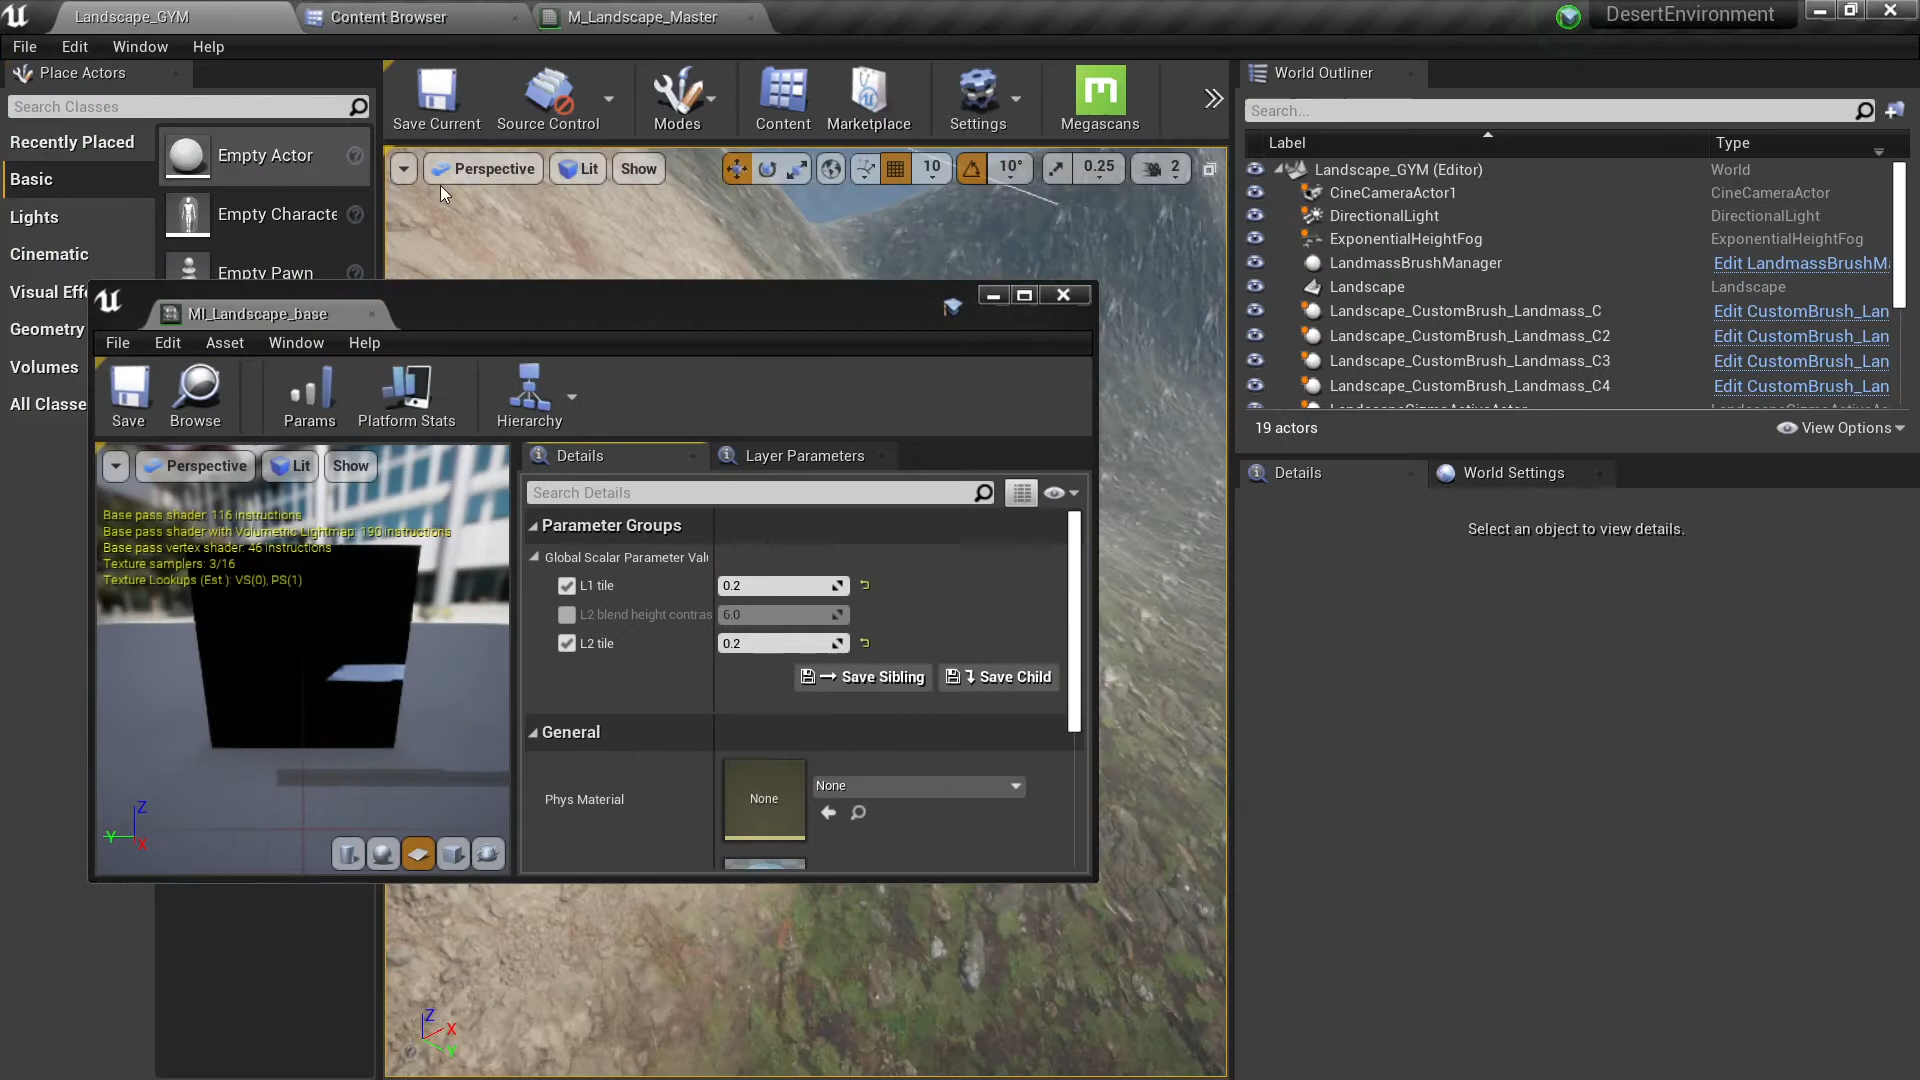 Landscape_GYM
Content Browser
M_Landscape_Master
DesertEnvironment
File Edit Window Help
Place Actors
Search Classes
Recently Placed
Basic
Lights
Cinematic
Visual Effe
Geometry
Volumes
All Classe
Empty Actor
Empty Characte
Empty Pawn
Save Current
Source Control
Modes
Content
Marketplace
Settings
Megascans
Perspective Lit Show
10 10° 0.25 2
World Outliner
Search...
Label Type
Landscape_GYM (Editor) World
CineCameraActor1 CineCameraActor
DirectionalLight DirectionalLight
ExponentialHeightFog ExponentialHeightFog
LandmassBrushManager Edit LandmassBrushM
Landscape Landscape
Landscape_CustomBrush_Landmass_C Edit CustomBrush_Lan
Landscape_CustomBrush_Landmass_C2 Edit CustomBrush_Lan
Landscape_CustomBrush_Landmass_C3 Edit CustomBrush_Lan
Landscape_CustomBrush_Landmass_C4 Edit CustomBrush_Lan
19 actors
View Options
Details
World Settings
Select an object to view details.
MI_Landscape_base
File Edit Asset Window Help
Save
Browse
Params
Platform Stats
Hierarchy
Perspective Lit Show
Base pass shader: 116 instructions
Base pass shader with Volumetric Lightmap: 190 instructions
Base pass vertex shader: 46 instructions
Texture samplers: 3/16
Texture Lookups (Est.): VS(0), PS(1)
Z
Y
X
Details
Layer Parameters
Search Details
Parameter Groups
Global Scalar Parameter Valu
L1 tile 0.2
L2 blend height contras 6.0
L2 tile 0.2
Save Sibling
Save Child
General
Phys Material
None
None
Z
X
Y